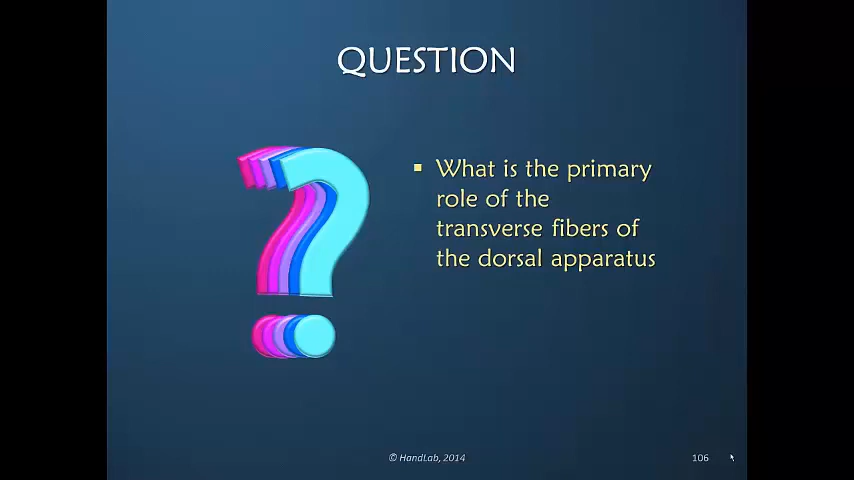 QUESTION
▪ What is the primary
role of the
transverse fibers of
the dorsal apparatus
© HandLab, 2014
106